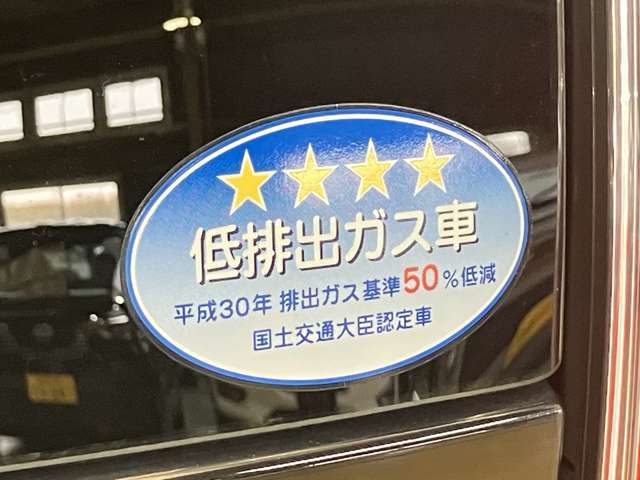 ★★★★
低排出ガス車
平成30年 排出ガス基準50%低減
国土交通大臣認定車